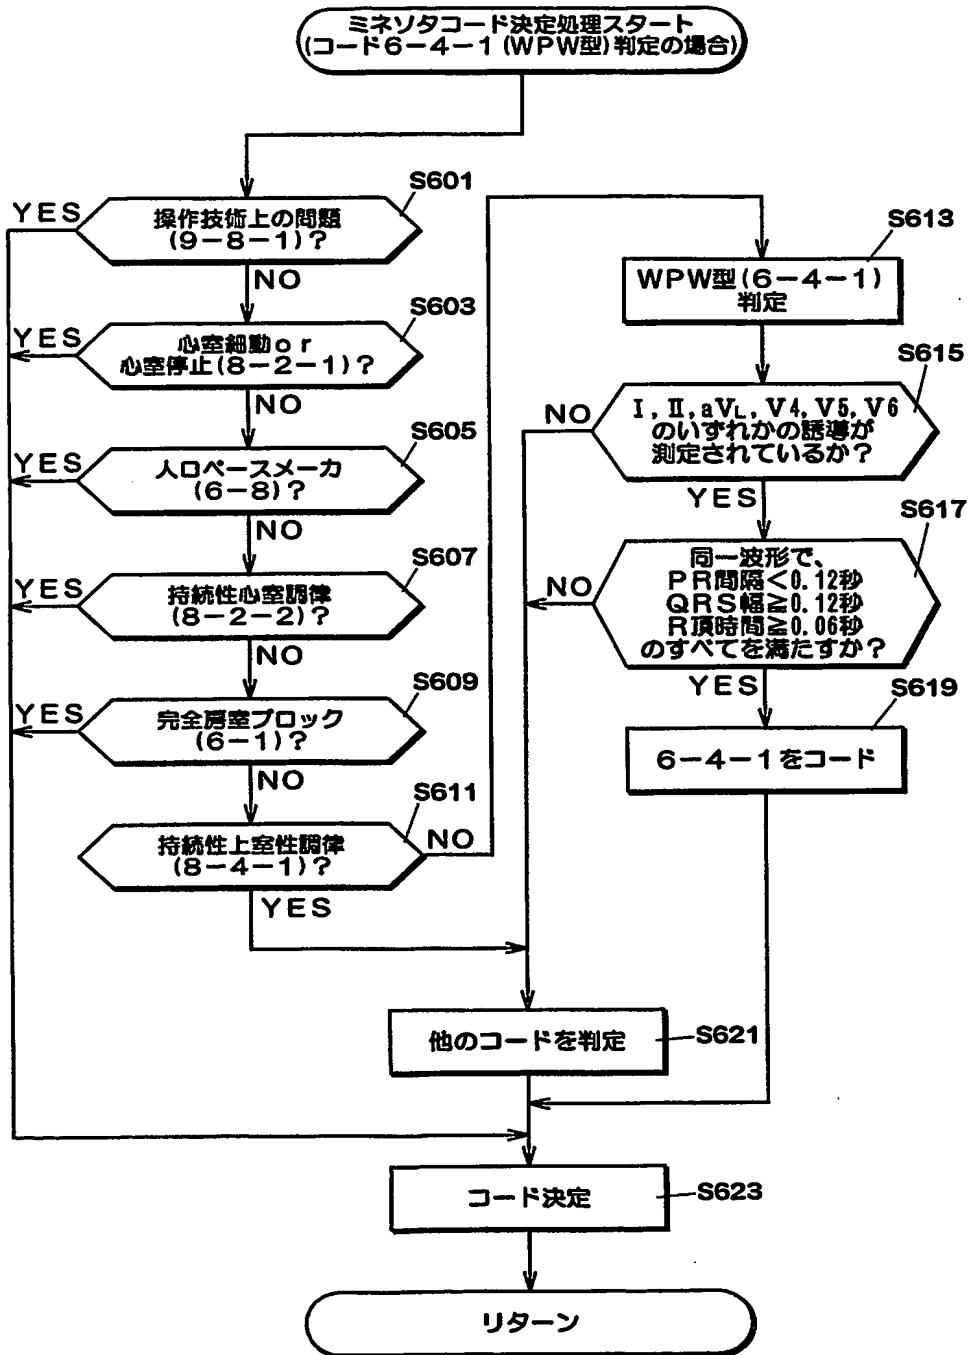 ミネソタコード決定処理スタート
(コード6-4-1(WPW型)判定の場合)
S601
YES
操作技術上の問題
(9-8-1)?
NO
S603
YES
心室細動or
心室停止(8-2-1)?
NO
S605
YES
人口ペースメーカ
(6-8)?
NO
S607
YES
持続性心室調律
(8-2-2)?
NO
S609
YES
完全房室ブロック
(6-1)?
NO
S611
持続性上室性調律
(8-4-1)?
NO
YES
S613
WPW型(6-4-1)
判定
S615
NO
I,II,aVL,V4,V5,V6
のいずれかの誘導が
測定されているか?
YES
S617
NO
同一波形で、
PR間隔<0.12秒
QRS幅≧0.12秒
R頂時間≧0.06秒
のすべてを満たすか?
YES
S619
6-4-1をコード
他のコードを判定
S621
コード決定
S623
リターン